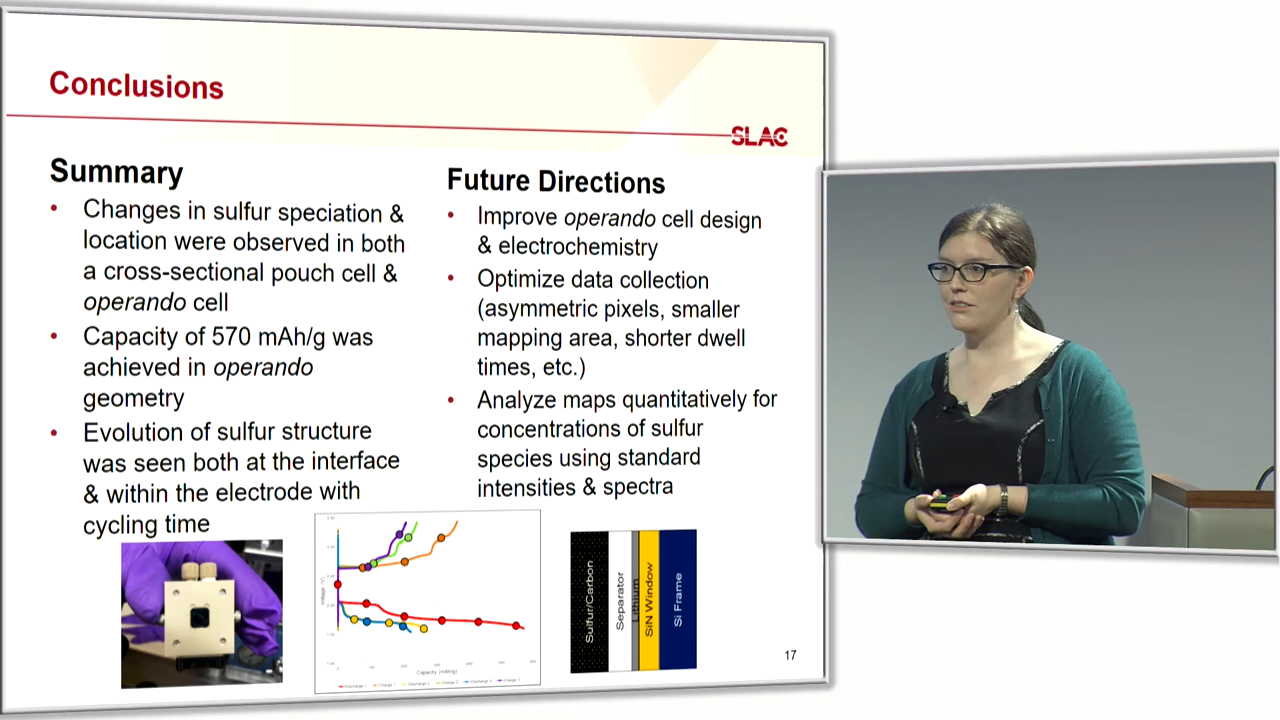 Conclusions
SLAC
Summary
• Changes in sulfur speciation &
location were observed in both
a cross-sectional pouch cell &
operando cell
• Capacity of 570 mAh/g was
achieved in operando
geometry
• Evolution of sulfur structure
was seen both at the interface
& within the electrode with
cycling time
Future Directions
• Improve operando cell design
& electrochemistry
• Optimize data collection
(asymmetric pixels, smaller
mapping area, shorter dwell
times, etc.)
• Analyze maps quantitatively for
concentrations of sulfur
species using standard
intensities & spectra
Capacity (mAh/g)
Sulfur/Carbon
Separator
Lithium
SiN Window
Si Frame
17